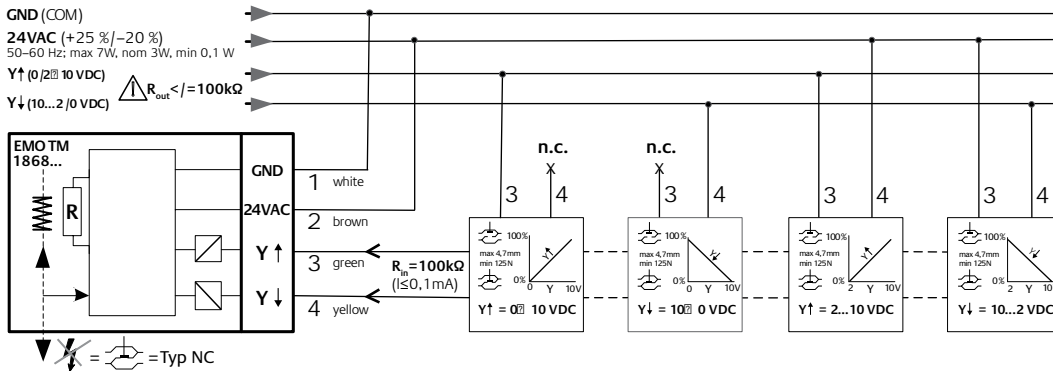 GND (COM)
24VAC (+25 %/–20 %)
50–60 Hz; max 7W, nom 3W, min 0,1 W
Y↑ (0/2⍰ 10 VDC)
Y↓ (10...2/0 VDC)
R out </=100kΩ
EMO TM
1868...
R
GND
24VAC
Y ↑
Y ↓
1 white
2 brown
3 green
4 yellow
R in =100kΩ
(I≤0,1mA)
n.c.
X
3 4
100%
max 4,7mm
min 125N
0%
Y↑
0 Y 10V
Y↑ = 0⍰ 10 VDC
n.c.
X
3 4
100%
max 4,7mm
min 125N
0%
Y↓
0 Y 10V
Y↓ = 10⍰ 0 VDC
3 4
100%
max 4,7mm
min 125N
0%
Y↑
2 Y 10V
Y↑ = 2...10 VDC
3 4
100%
max 4,7mm
min 125N
0%
Y↓
2 Y 10V
Y↓ = 10...2 VDC
= =Typ NC